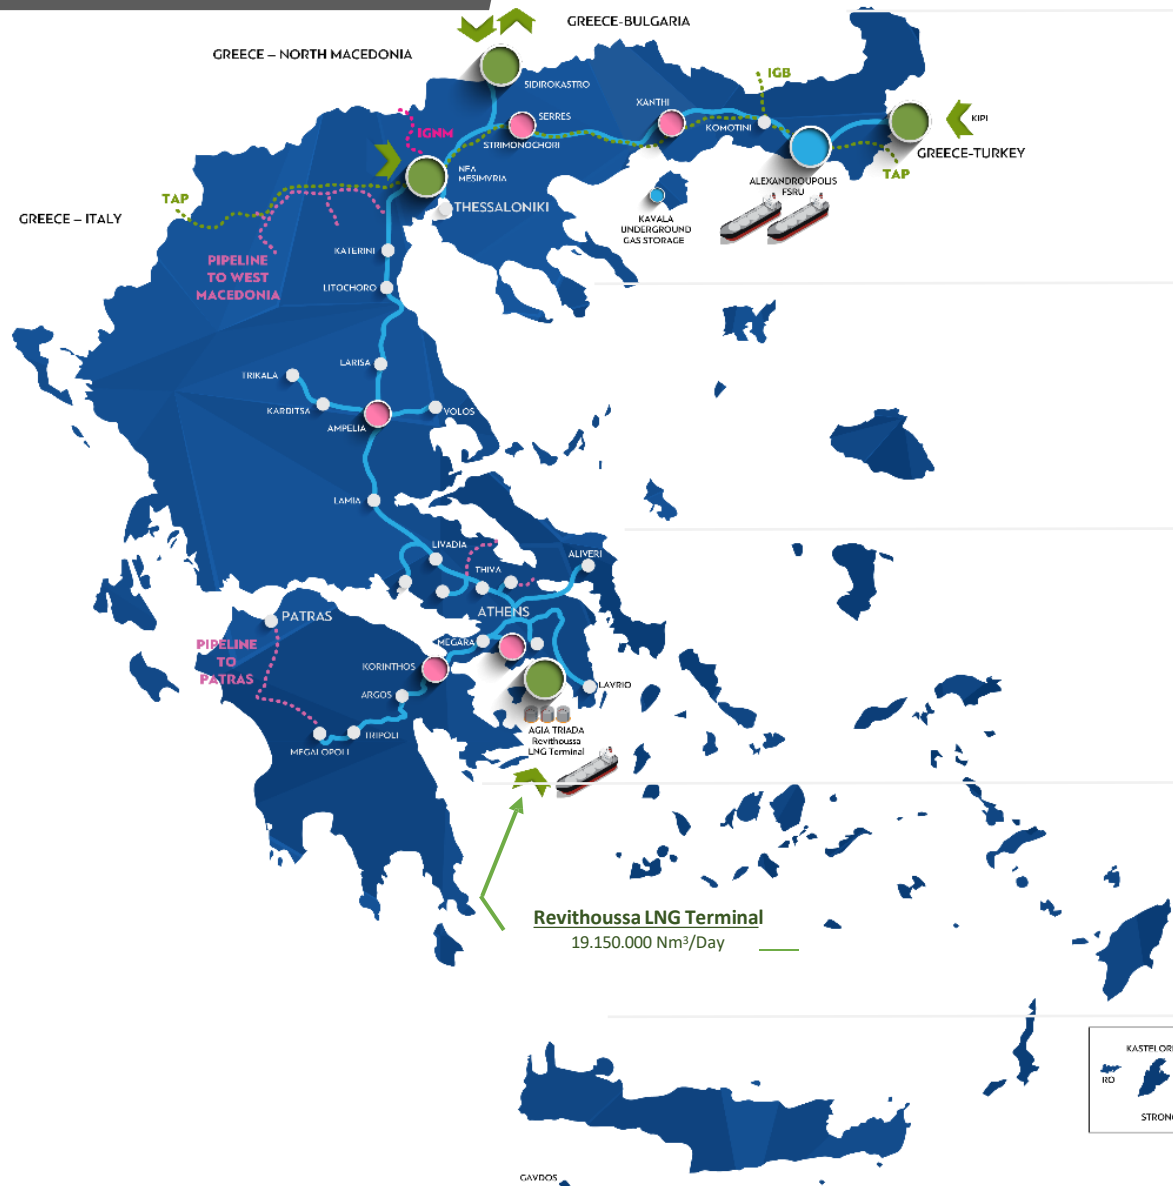 GREECE-BULGARIA
GREECE – NORTH MACEDONIA
SIDIROKASTRO
IGB
XANTHI
SERRES
KOMOTINI
KIPI
IGNM
STRIMONOCHORI
GREECE-TURKEY
NEA
MESIMVRIA
TAP
ALEXANDROUPOLIS
FSRU
TAP
THESSALONIKI
GREECE – ITALY
KAVALA
UNDERGROUND
GAS STORAGE
KATERINI
PIPELINE
TO WEST
MACEDONIA
LITOCHORO
LARISA
TRIKALA
KARDITSA
VOLOS
AMPELIA
LAMIA
LIVADIA
ALIVERI
THIVA
ATHENS
PATRAS
MEGARA
PIPELINE
TO
PATRAS
KORINTHOS
LAVRIO
ARGOS
AGIA TRIADA
Revithoussa
LNG Terminal
TRIPOLI
MEGALOPOLI
Revithoussa LNG Terminal
19.150.000 Nm³/Day
RO
GAVDOS